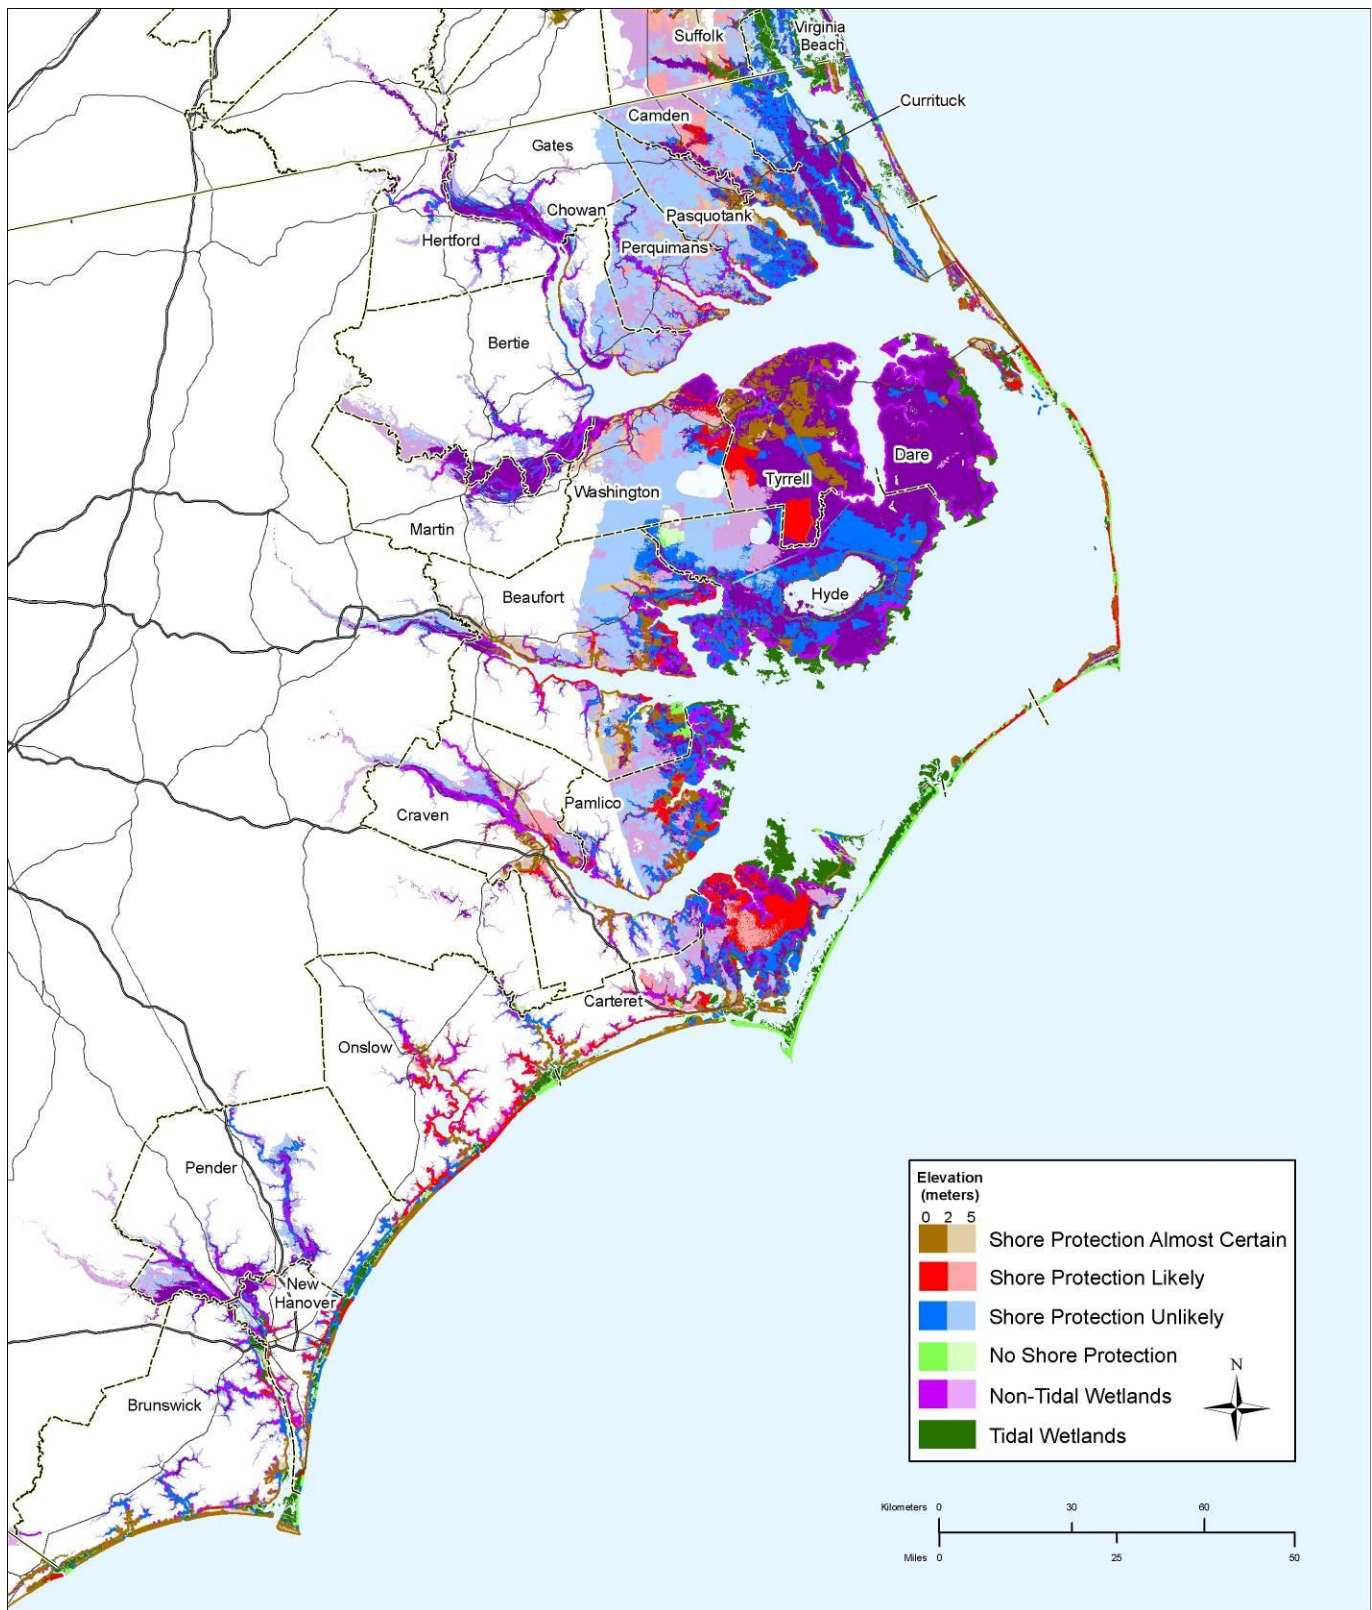 Suffolk
Virginia
Beach
Currituck
Camden
Gates
Chowan
Pasquotank
Hertford
Perquimans
Bertie
Dare
Tyrrell
Washington
Martin
Hyde
Beaufort
Pamlico
Craven
Carteret
Onslow
Pender
New
Hanover
Brunswick
Elevation
(meters)
0 2 5
Shore Protection Almost Certain
Shore Protection Likely
Shore Protection Unlikely
No Shore Protection
Non-Tidal Wetlands
Tidal Wetlands
N
Kilometers 0 30 60
Miles 0 25 50